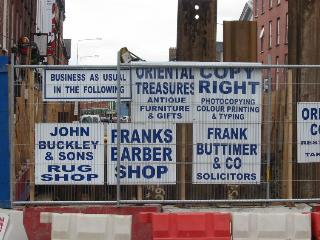 BUSINESS AS USUAL
IN THE FOLLOWING
ORIENTAL
TREASURES
ANTIQUE
FURNITURE
& GIFTS
COPY
RIGHT
PHOTOCOPYING
COLOUR PRINTING
& TYPING
JOHN
BUCKLEY
& SONS
RUG
SHOP
FRANKS
BARBER
SHOP
FRANK
BUTTIMER
& CO
SOLICITORS